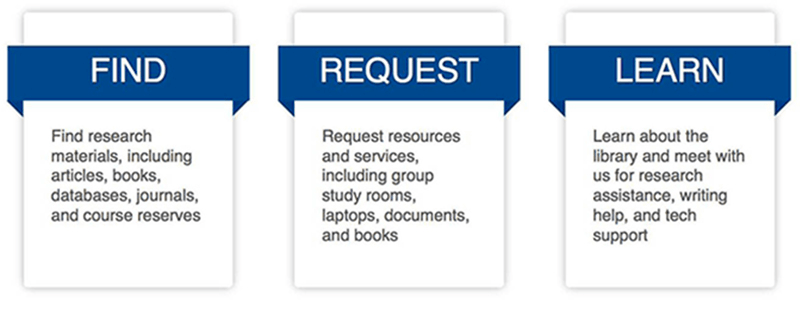 FIND
Find research
materials, including
articles, books,
databases, journals,
and course reserves
REQUEST
Request resources
and services,
including group
study rooms,
laptops, documents,
and books
LEARN
Learn about the
library and meet with
us for research
assistance, writing
help, and tech
support